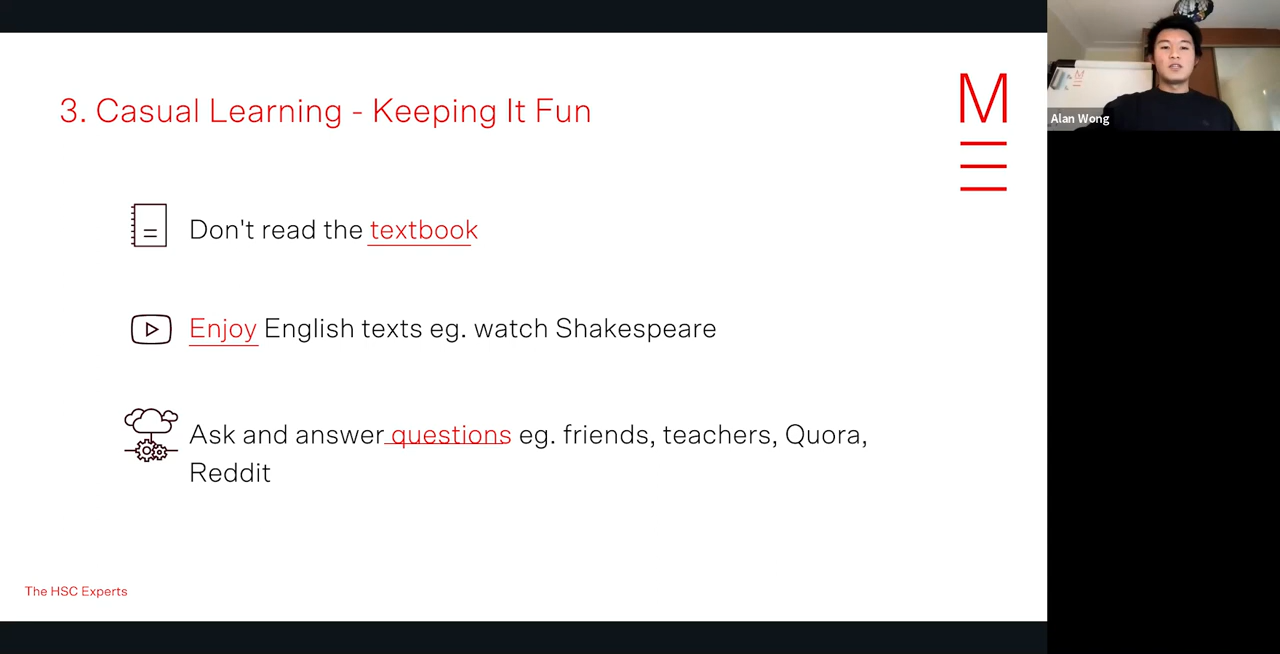 3. Casual Learning - Keeping It Fun
M
Alan Wong
Don't read the textbook
Enjoy English texts eg. watch Shakespeare
Ask and answer questions eg. friends, teachers, Quora,
Reddit
The HSC Experts